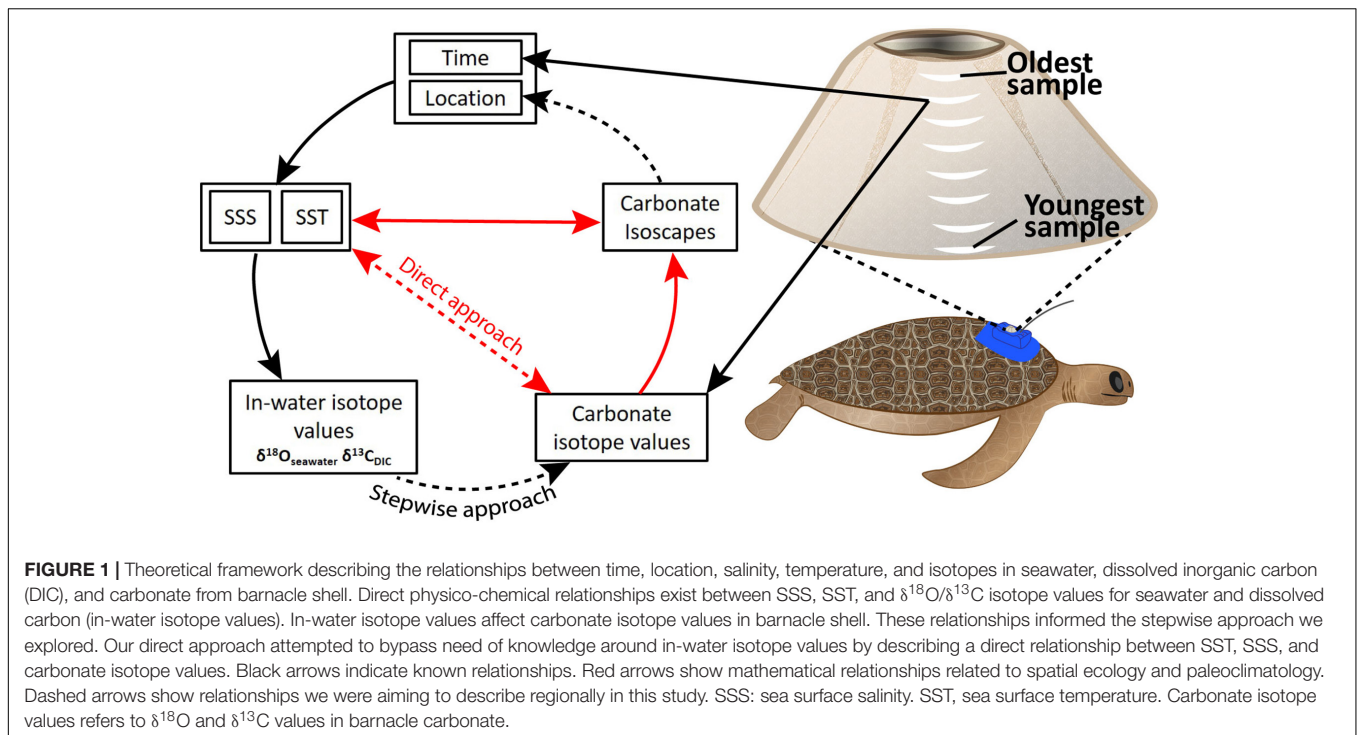 Time
Location
SSS
SST
Carbonate
Isoscapes
Direct approach
In-water isotope
values
δ¹⁸Oseawater δ¹³CDIC
Carbonate
isotope values
Stepwise approach
Oldest
sample
Youngest
sample
FIGURE 1 | Theoretical framework describing the relationships between time, location, salinity, temperature, and isotopes in seawater, dissolved inorganic carbon
(DIC), and carbonate from barnacle shell. Direct physico-chemical relationships exist between SSS, SST, and δ¹⁸O/δ¹³C isotope values for seawater and dissolved
carbon (in-water isotope values). In-water isotope values affect carbonate isotope values in barnacle shell. These relationships informed the stepwise approach we
explored. Our direct approach attempted to bypass need of knowledge around in-water isotope values by describing a direct relationship between SST, SSS, and
carbonate isotope values. Black arrows indicate known relationships. Red arrows show mathematical relationships related to spatial ecology and paleoclimatology.
Dashed arrows show relationships we were aiming to describe regionally in this study. SSS: sea surface salinity. SST, sea surface temperature. Carbonate isotope
values refers to δ¹⁸O and δ¹³C values in barnacle carbonate.